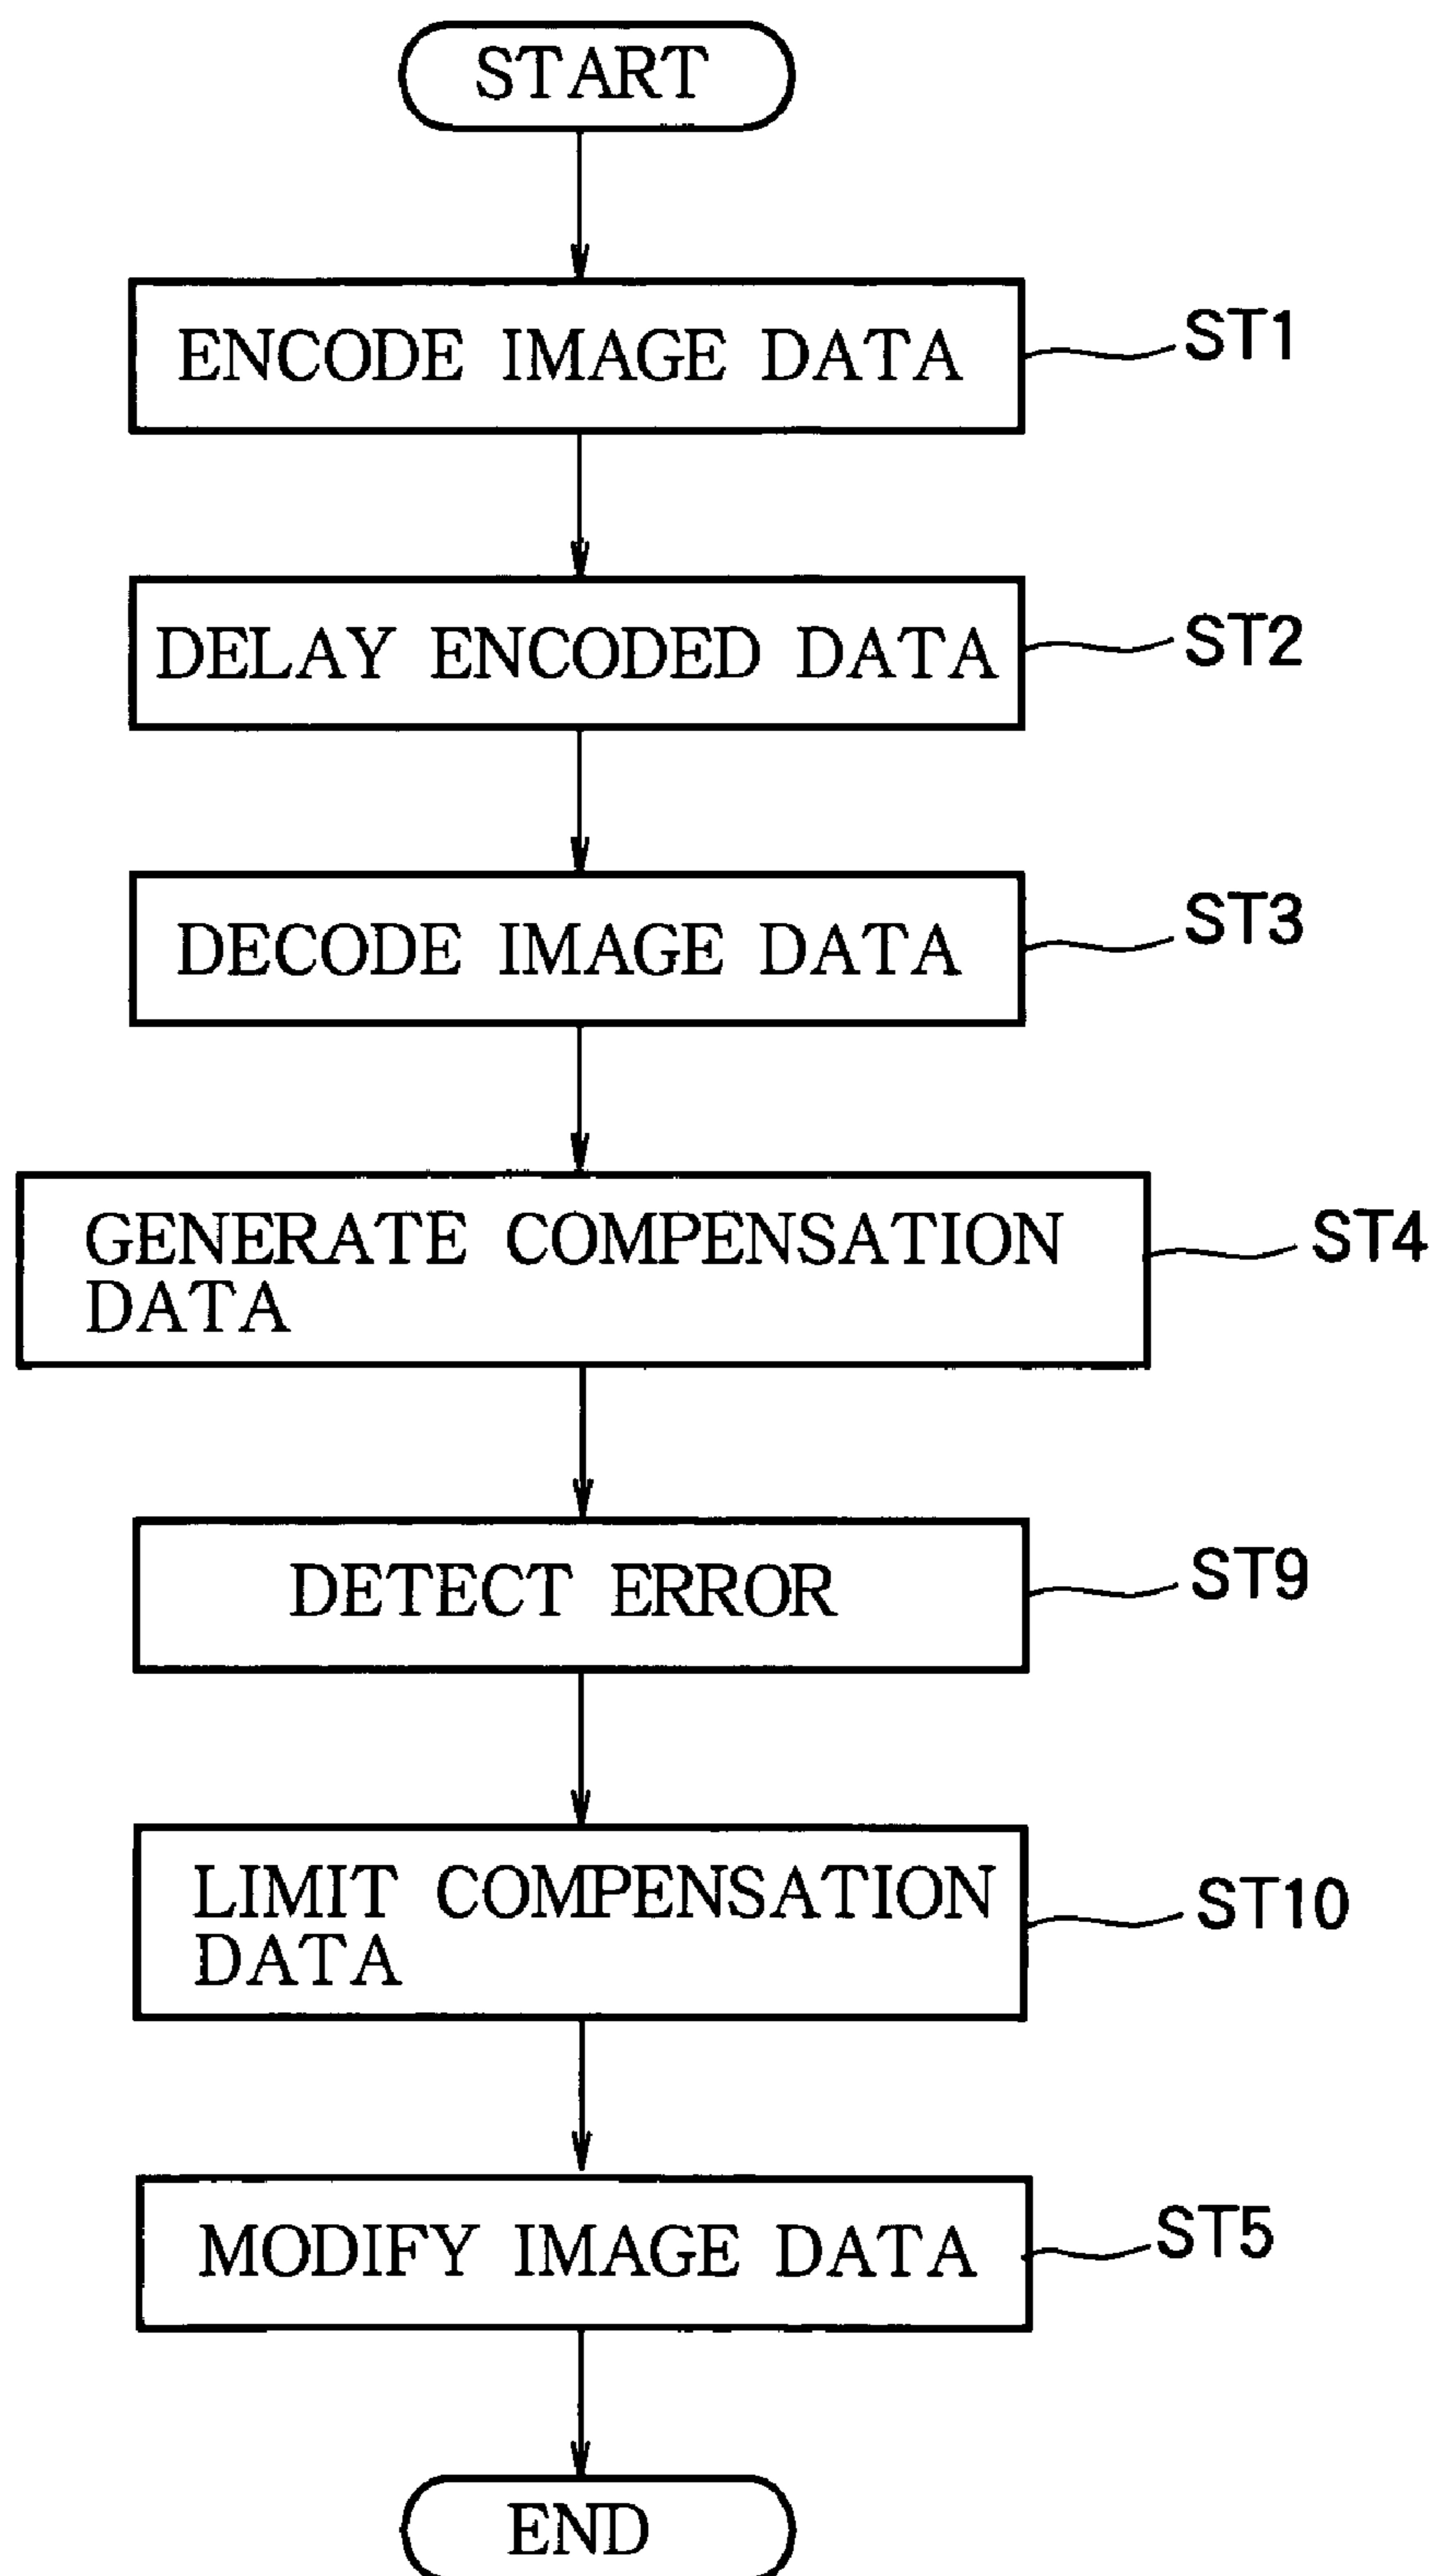 START
ENCODE IMAGE DATA
ST1
DELAY ENCODED DATA
ST2
DECODE IMAGE DATA
ST3
GENERATE COMPENSATION
DATA
ST4
DETECT ERROR
ST9
LIMIT COMPENSATION
DATA
ST10
MODIFY IMAGE DATA
ST5
END